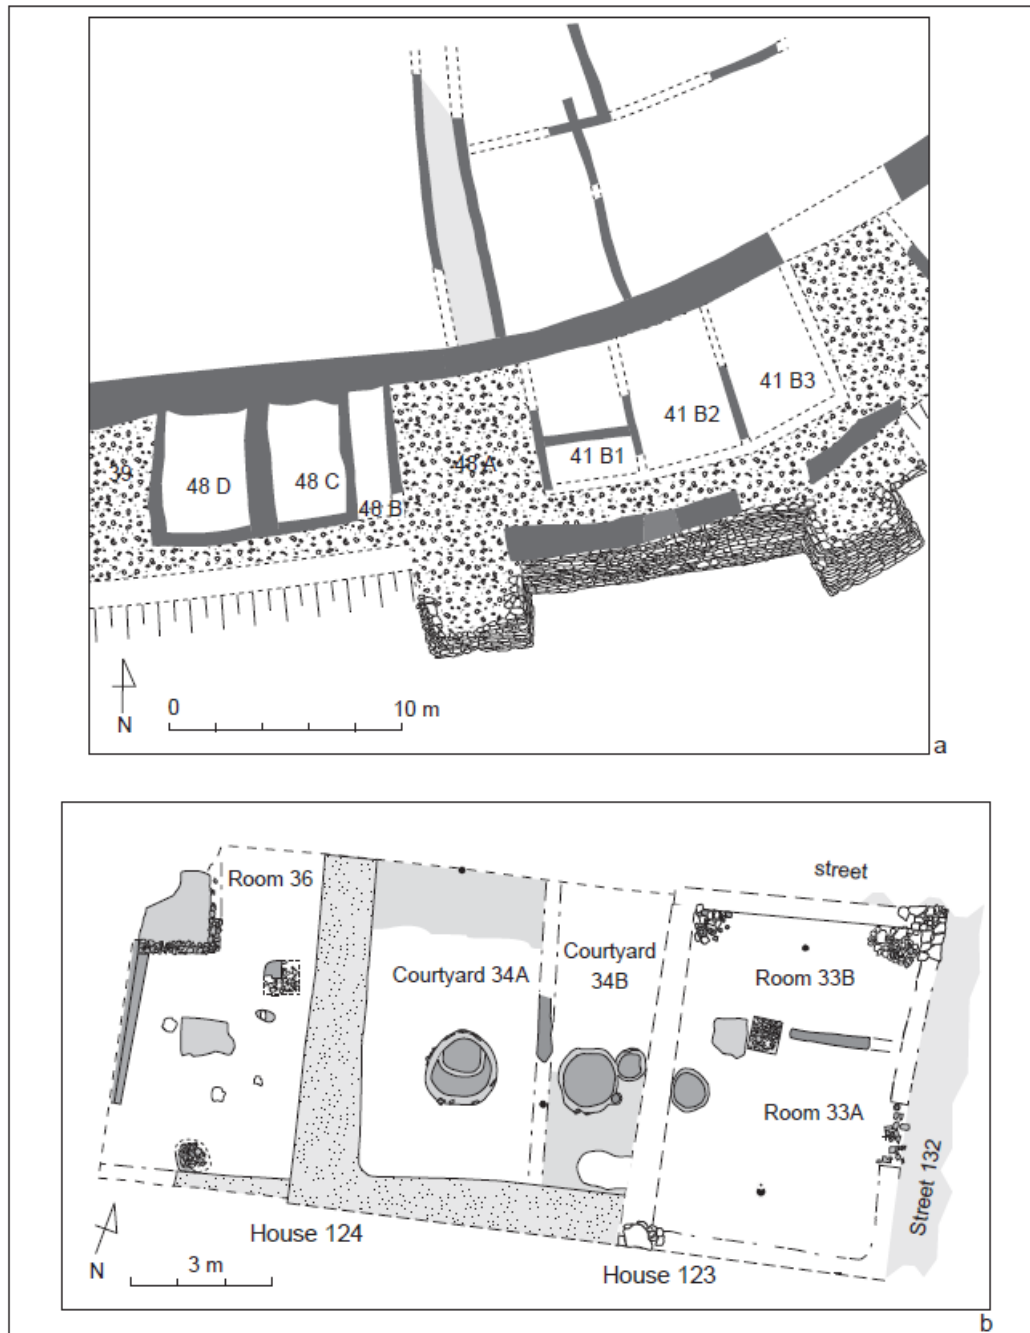 39
48 D
48 C
48 B
48 A
41 B1
41 B2
41 B3
N
0
10 m
a
Room 36
street
Courtyard 34A
Courtyard
34B
Room 33B
Room 33A
Street 132
House 124
House 123
N
3 m
b